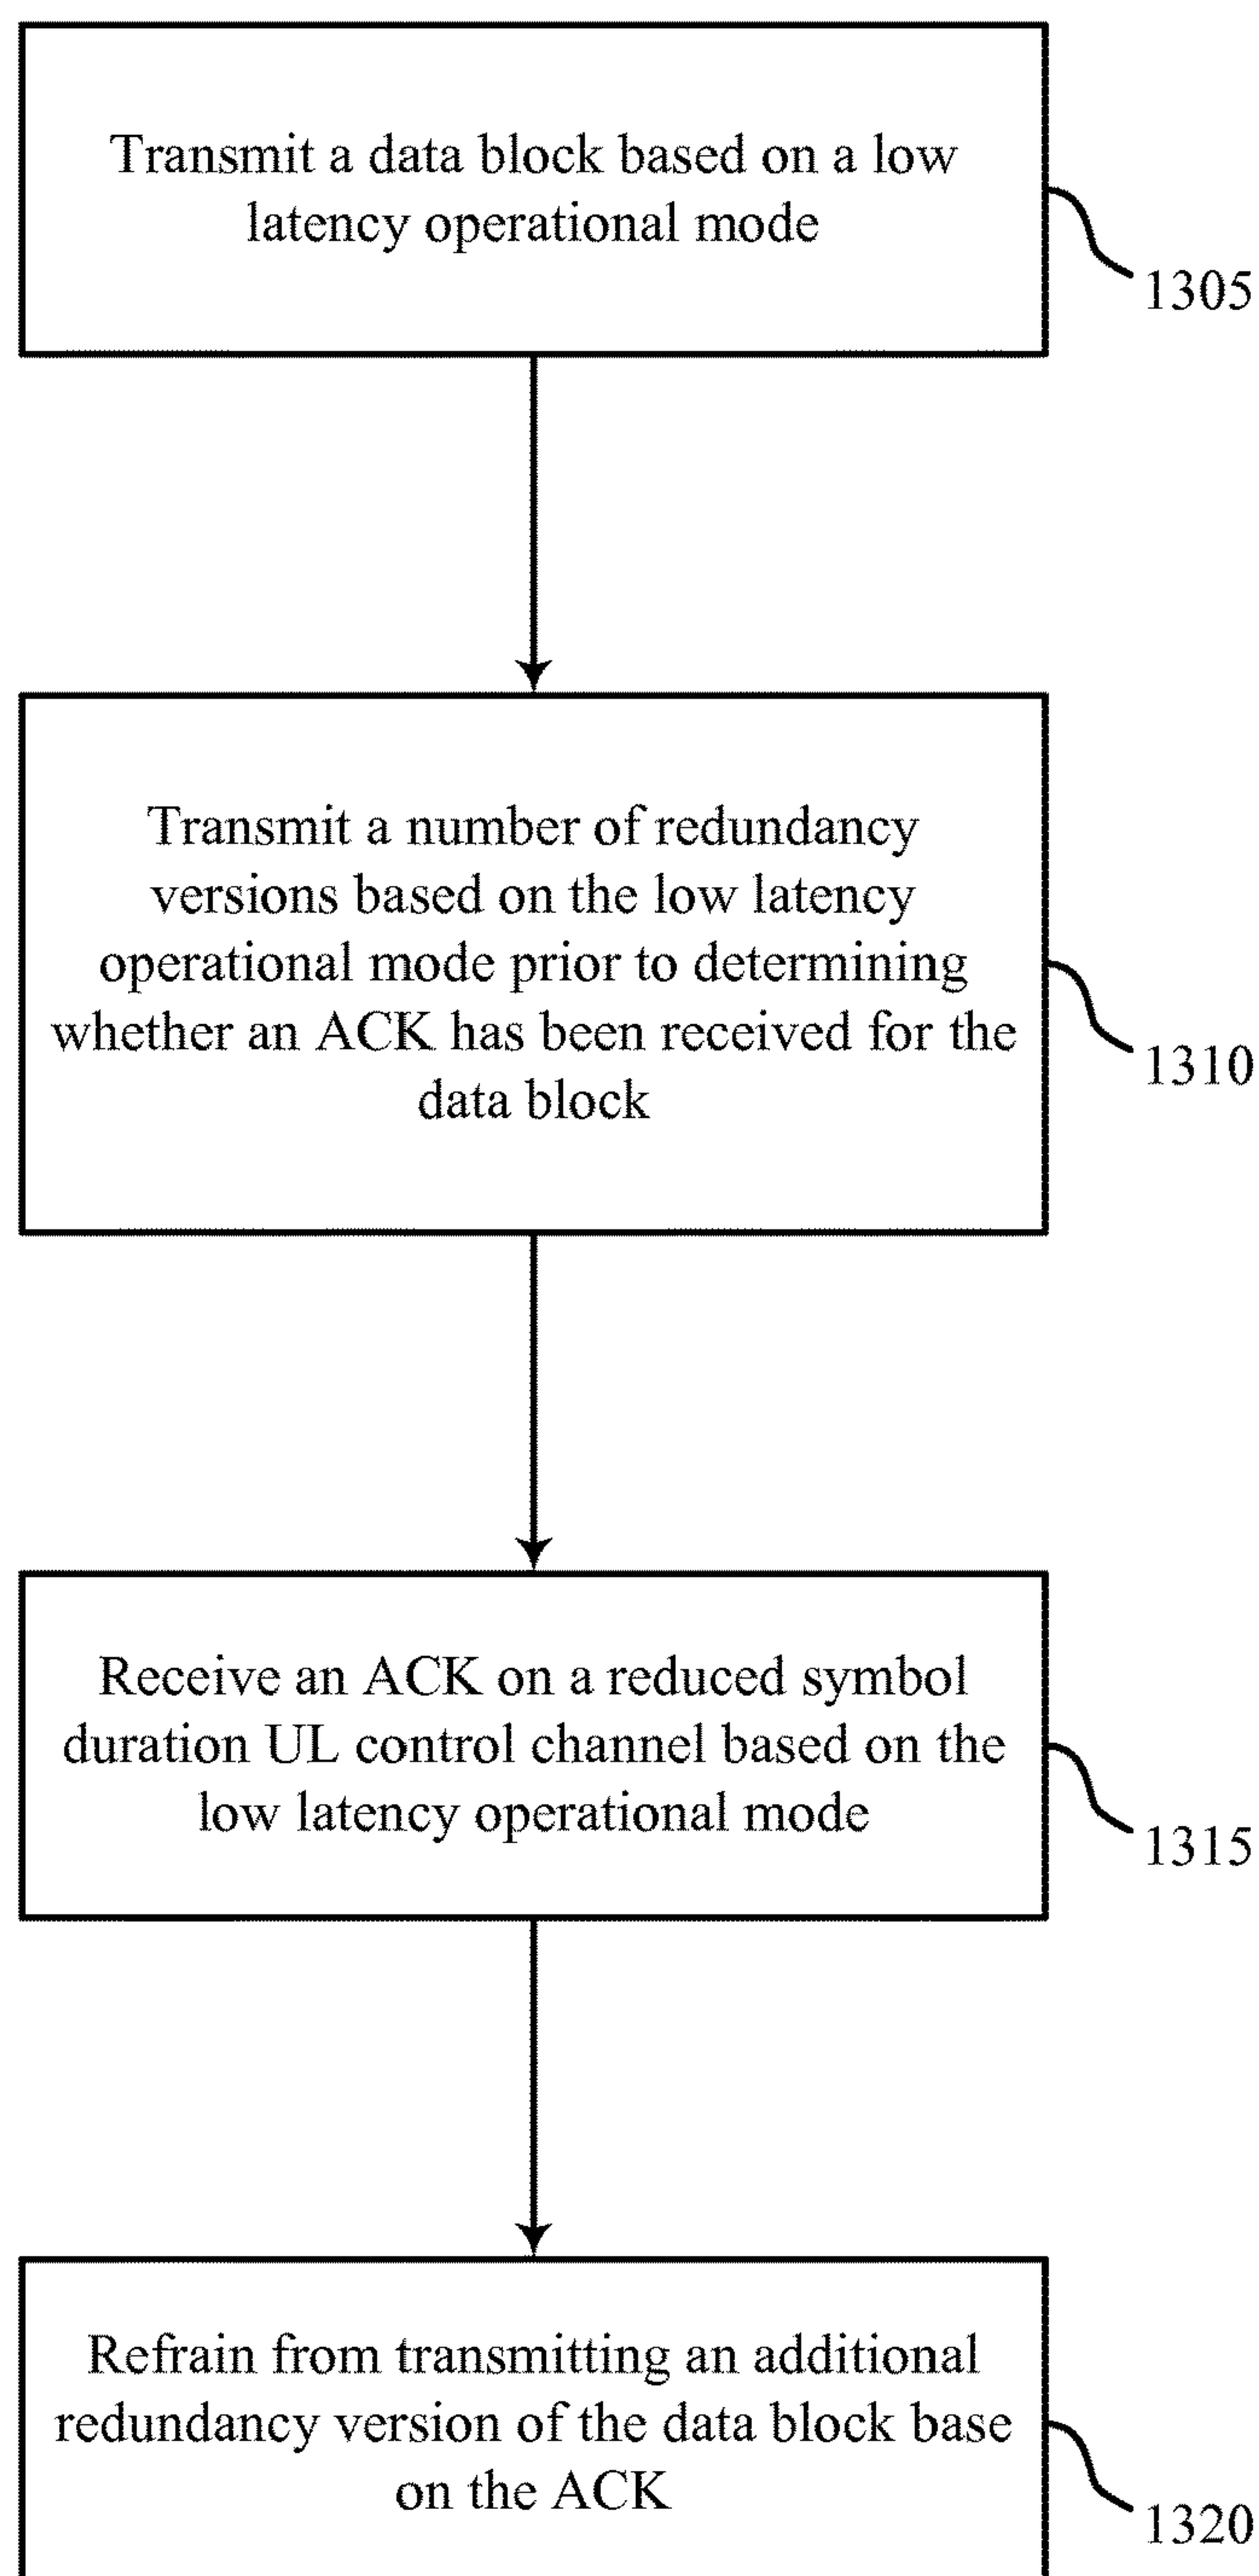 Transmit a data block based on a low
latency operational mode
1305
Transmit a number of redundancy
versions based on the low latency
operational mode prior to determining
whether an ACK has been received for the
data block
1310
Receive an ACK on a reduced symbol
duration UL control channel based on the
low latency operational mode
1315
Refrain from transmitting an additional
redundancy version of the data block base
on the ACK
1320